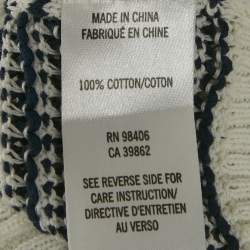 MADE IN CHINA
FABRIQUÉ EN CHINE
100% COTTON/COTON
RN 98406
CA 39862
SEE REVERSE SIDE FOR
CARE INSTRUCTION/
DIRECTIVE D'ENTRETIEN
AU VERSO